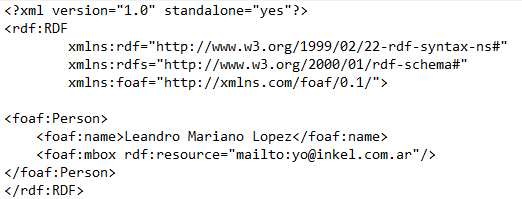 <?xml version="1.0" standalone="yes"?>
<rdf:RDF
        xmlns:rdf="http://www.w3.org/1999/02/22-rdf-syntax-ns#"
        xmlns:rdfs="http://www.w3.org/2000/01/rdf-schema#"
        xmlns:foaf="http://xmlns.com/foaf/0.1/">

<foaf:Person>
    <foaf:name>Leandro Mariano Lopez</foaf:name>
    <foaf:mbox rdf:resource="mailto:yo@inkel.com.ar"/>
</foaf:Person>
</rdf:RDF>